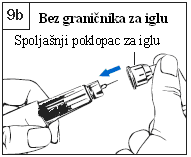 9b
Bez graničnika za iglu
Spoljašnji poklopac za iglu